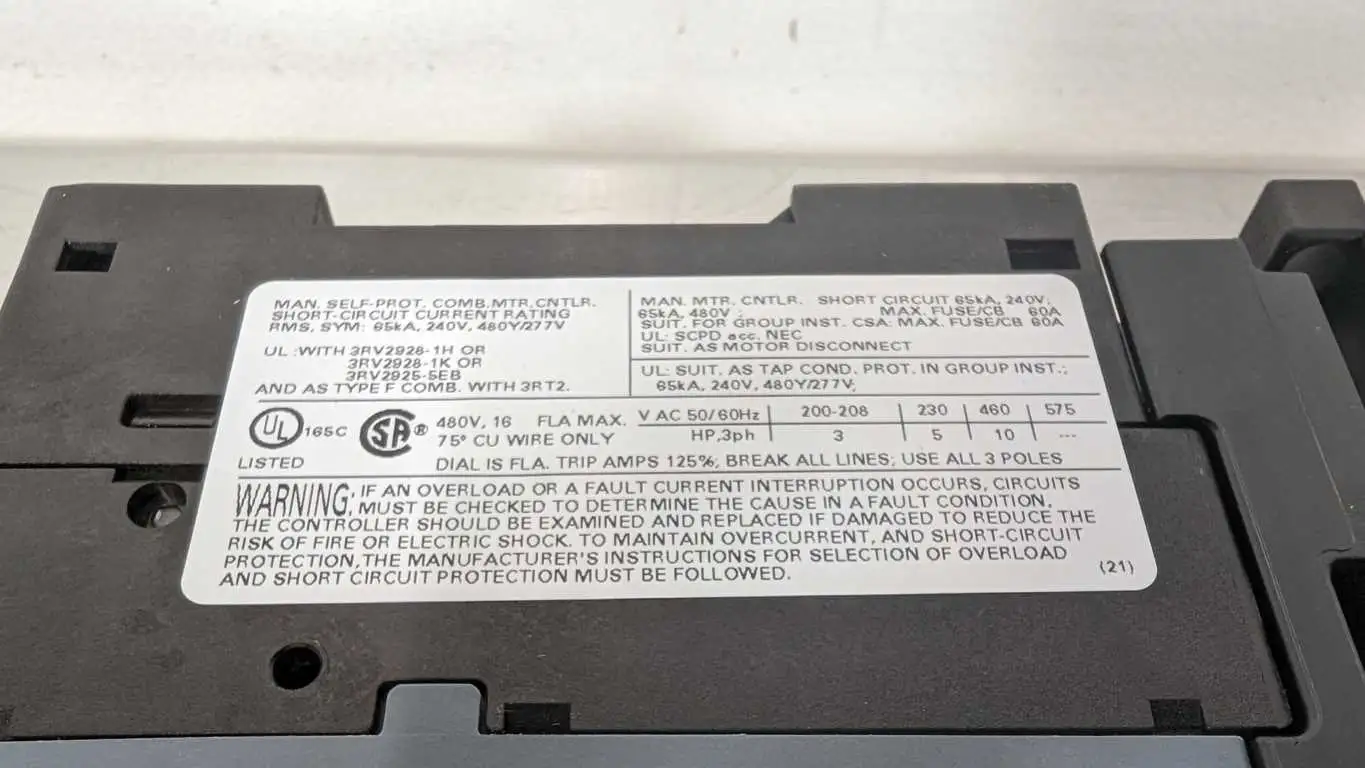 MAN. SELF-PROT. COMB.MTR.CNTLR.
SHORT-CIRCUIT CURRENT RATING
RMS, SYM: 65kA, 240V, 480Y/277V
UL :WITH 3RV2928-1H OR
3RV2928-1K OR
3RV2925-5EB
AND AS TYPE F COMB. WITH 3RT2.
MAN. MTR. CNTLR. SHORT CIRCUIT 65kA, 240V;
65kA, 480V ; MAX. FUSE/CB 60A
SUIT. FOR GROUP INST. CSA: MAX. FUSE/CB 60A
UL: SCPD acc. NEC
SUIT. AS MOTOR DISCONNECT
UL: SUIT. AS TAP COND. PROT. IN GROUP INST.:
65kA, 240V, 480Y/277V;
UL 165C
LISTED
SA ®
480V, 16 FLA MAX.
75° CU WIRE ONLY
V AC 50/60Hz 200-208 230 460 575
HP,3ph 3 5 10 ---
DIAL IS FLA. TRIP AMPS 125%; BREAK ALL LINES; USE ALL 3 POLES
WARNING: IF AN OVERLOAD OR A FAULT CURRENT INTERRUPTION OCCURS, CIRCUITS
MUST BE CHECKED TO DETERMINE THE CAUSE IN A FAULT CONDITION.
THE CONTROLLER SHOULD BE EXAMINED AND REPLACED IF DAMAGED TO REDUCE THE
RISK OF FIRE OR ELECTRIC SHOCK. TO MAINTAIN OVERCURRENT, AND SHORT-CIRCUIT
PROTECTION,THE MANUFACTURER'S INSTRUCTIONS FOR SELECTION OF OVERLOAD
AND SHORT CIRCUIT PROTECTION MUST BE FOLLOWED.
(21)